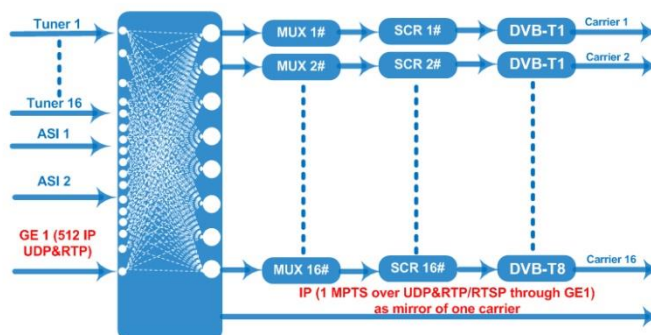 Tuner 1
MUX 1#
SCR 1#
DVB-T1
Carrier 1
MUX 2#
SCR 2#
DVB-T1
Carrier 2
Tuner 16
ASI 1
ASI 2
GE 1 (512 IP
UDP&RTP)
MUX 16#
SCR 16#
DVB-T8
Carrier 16
IP (1 MPTS over UDP&RTP/RTSP through GE1)
as mirror of one carrier